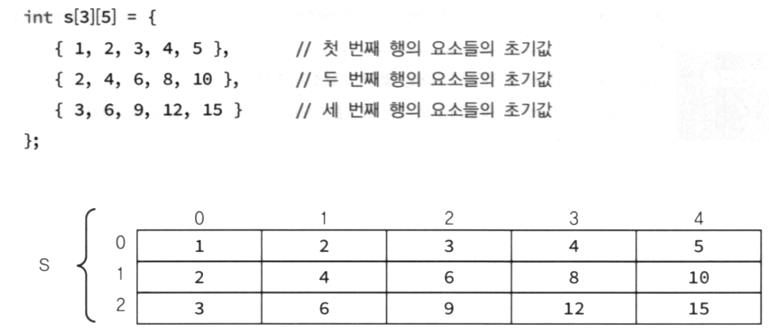 int s[3][5] = {
{ 1, 2, 3, 4, 5 }, // 첫 번째 행의 요소들의 초기값
{ 2, 4, 6, 8, 10 }, // 두 번째 행의 요소들의 초기값
{ 3, 6, 9, 12, 15 } // 세 번째 행의 요소들의 초기값
};
0 1 2 3 4
0 1 2 3 4 5
S
1 2 4 6 8 10
2 3 6 9 12 15